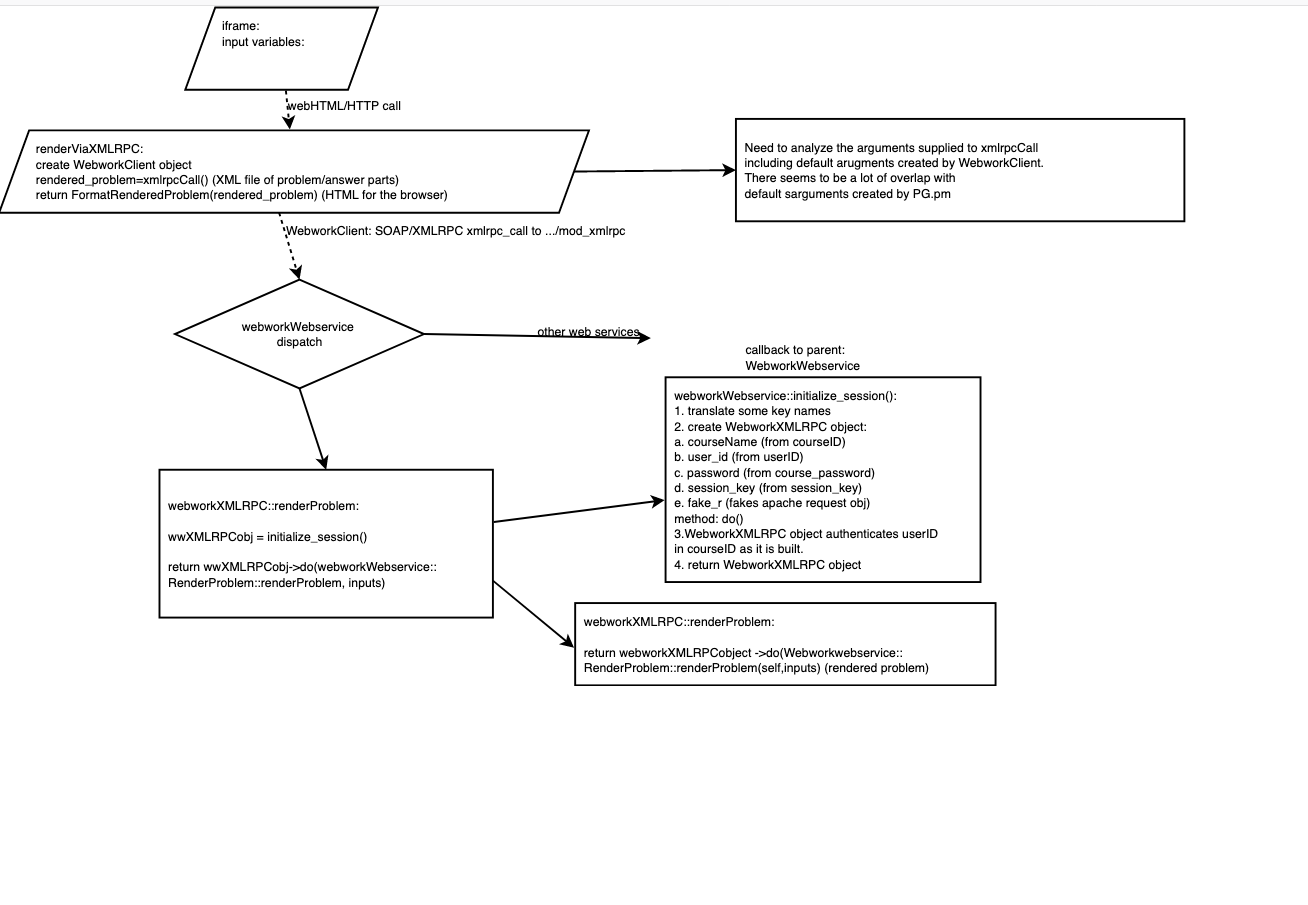 iframe:
input variables:
webHTML/HTTP call
renderViaXMLRPC:
create WebworkClient object
rendered_problem=xmlrpcCall() (XML file of problem/answer parts)
return FormatRenderedProblem(rendered_problem) (HTML for the browser)
Need to analyze the arguments supplied to xmlrpcCall
including default arugments created by WebworkClient.
There seems to be a lot of overlap with
default sarguments created by PG.pm
WebworkClient: SOAP/XMLRPC xmlrpc_call to .../mod_xmlrpc
webworkWebservice
dispatch
other web services
callback to parent:
WebworkWebservice
webworkWebservice::initialize_session():
1. translate some key names
2. create WebworkXMLRPC object:
a. courseName (from courseID)
b. user_id (from userID)
c. password (from course_password)
d. session_key (from session_key)
e. fake_r (fakes apache request obj)
method: do()
3.WebworkXMLRPC object authenticates userID
in courseID as it is built.
4. return WebworkXMLRPC object
webworkXMLRPC::renderProblem:
wwXMLRPCobj = initialize_session()
return wwXMLRPCobj->do(webworkWebservice::
RenderProblem::renderProblem, inputs)
webworkXMLRPC::renderProblem:
return webworkXMLRPCobject ->do(Webworkwebservice::
RenderProblem::renderProblem(self,inputs) (rendered problem)